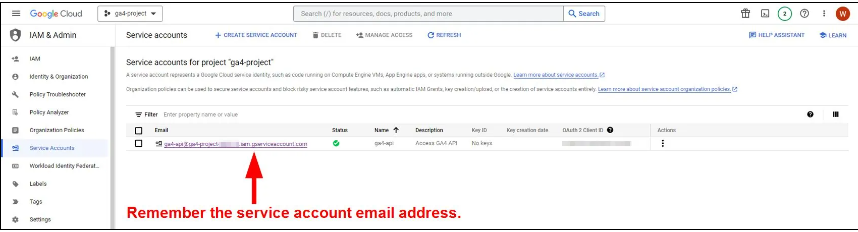 Google Cloud
ga4-project
Search (/) for resources, docs, products, and more
Search
2
W
IAM & Admin
Service accounts
CREATE SERVICE ACCOUNT
DELETE
MANAGE ACCESS
REFRESH
HELP ASSISTANT
LEARN
IAM
Identity & Organization
Policy Troubleshooter
Policy Analyzer
Organization Policies
Service Accounts
Workload Identity Federat...
Labels
Tags
Settings
Service accounts for project "ga4-project"
A service account represents a Google Cloud service identity, such as code running on Compute Engine VMs, App Engine apps, or systems running outside Google. Learn more about service accounts.
Organization policies can be used to secure service accounts and block risky service account features, such as automatic IAM Grants, key creation/upload, or the creation of service accounts entirely. Learn more about service account organization policies.
Filter Enter property name or value
Email Status Name Description Key ID Key creation date OAuth 2 Client ID Actions
ga4-api@ga4-project .iam.gserviceaccount.com ga4-api Access GA4 API No keys
Remember the service account email address.